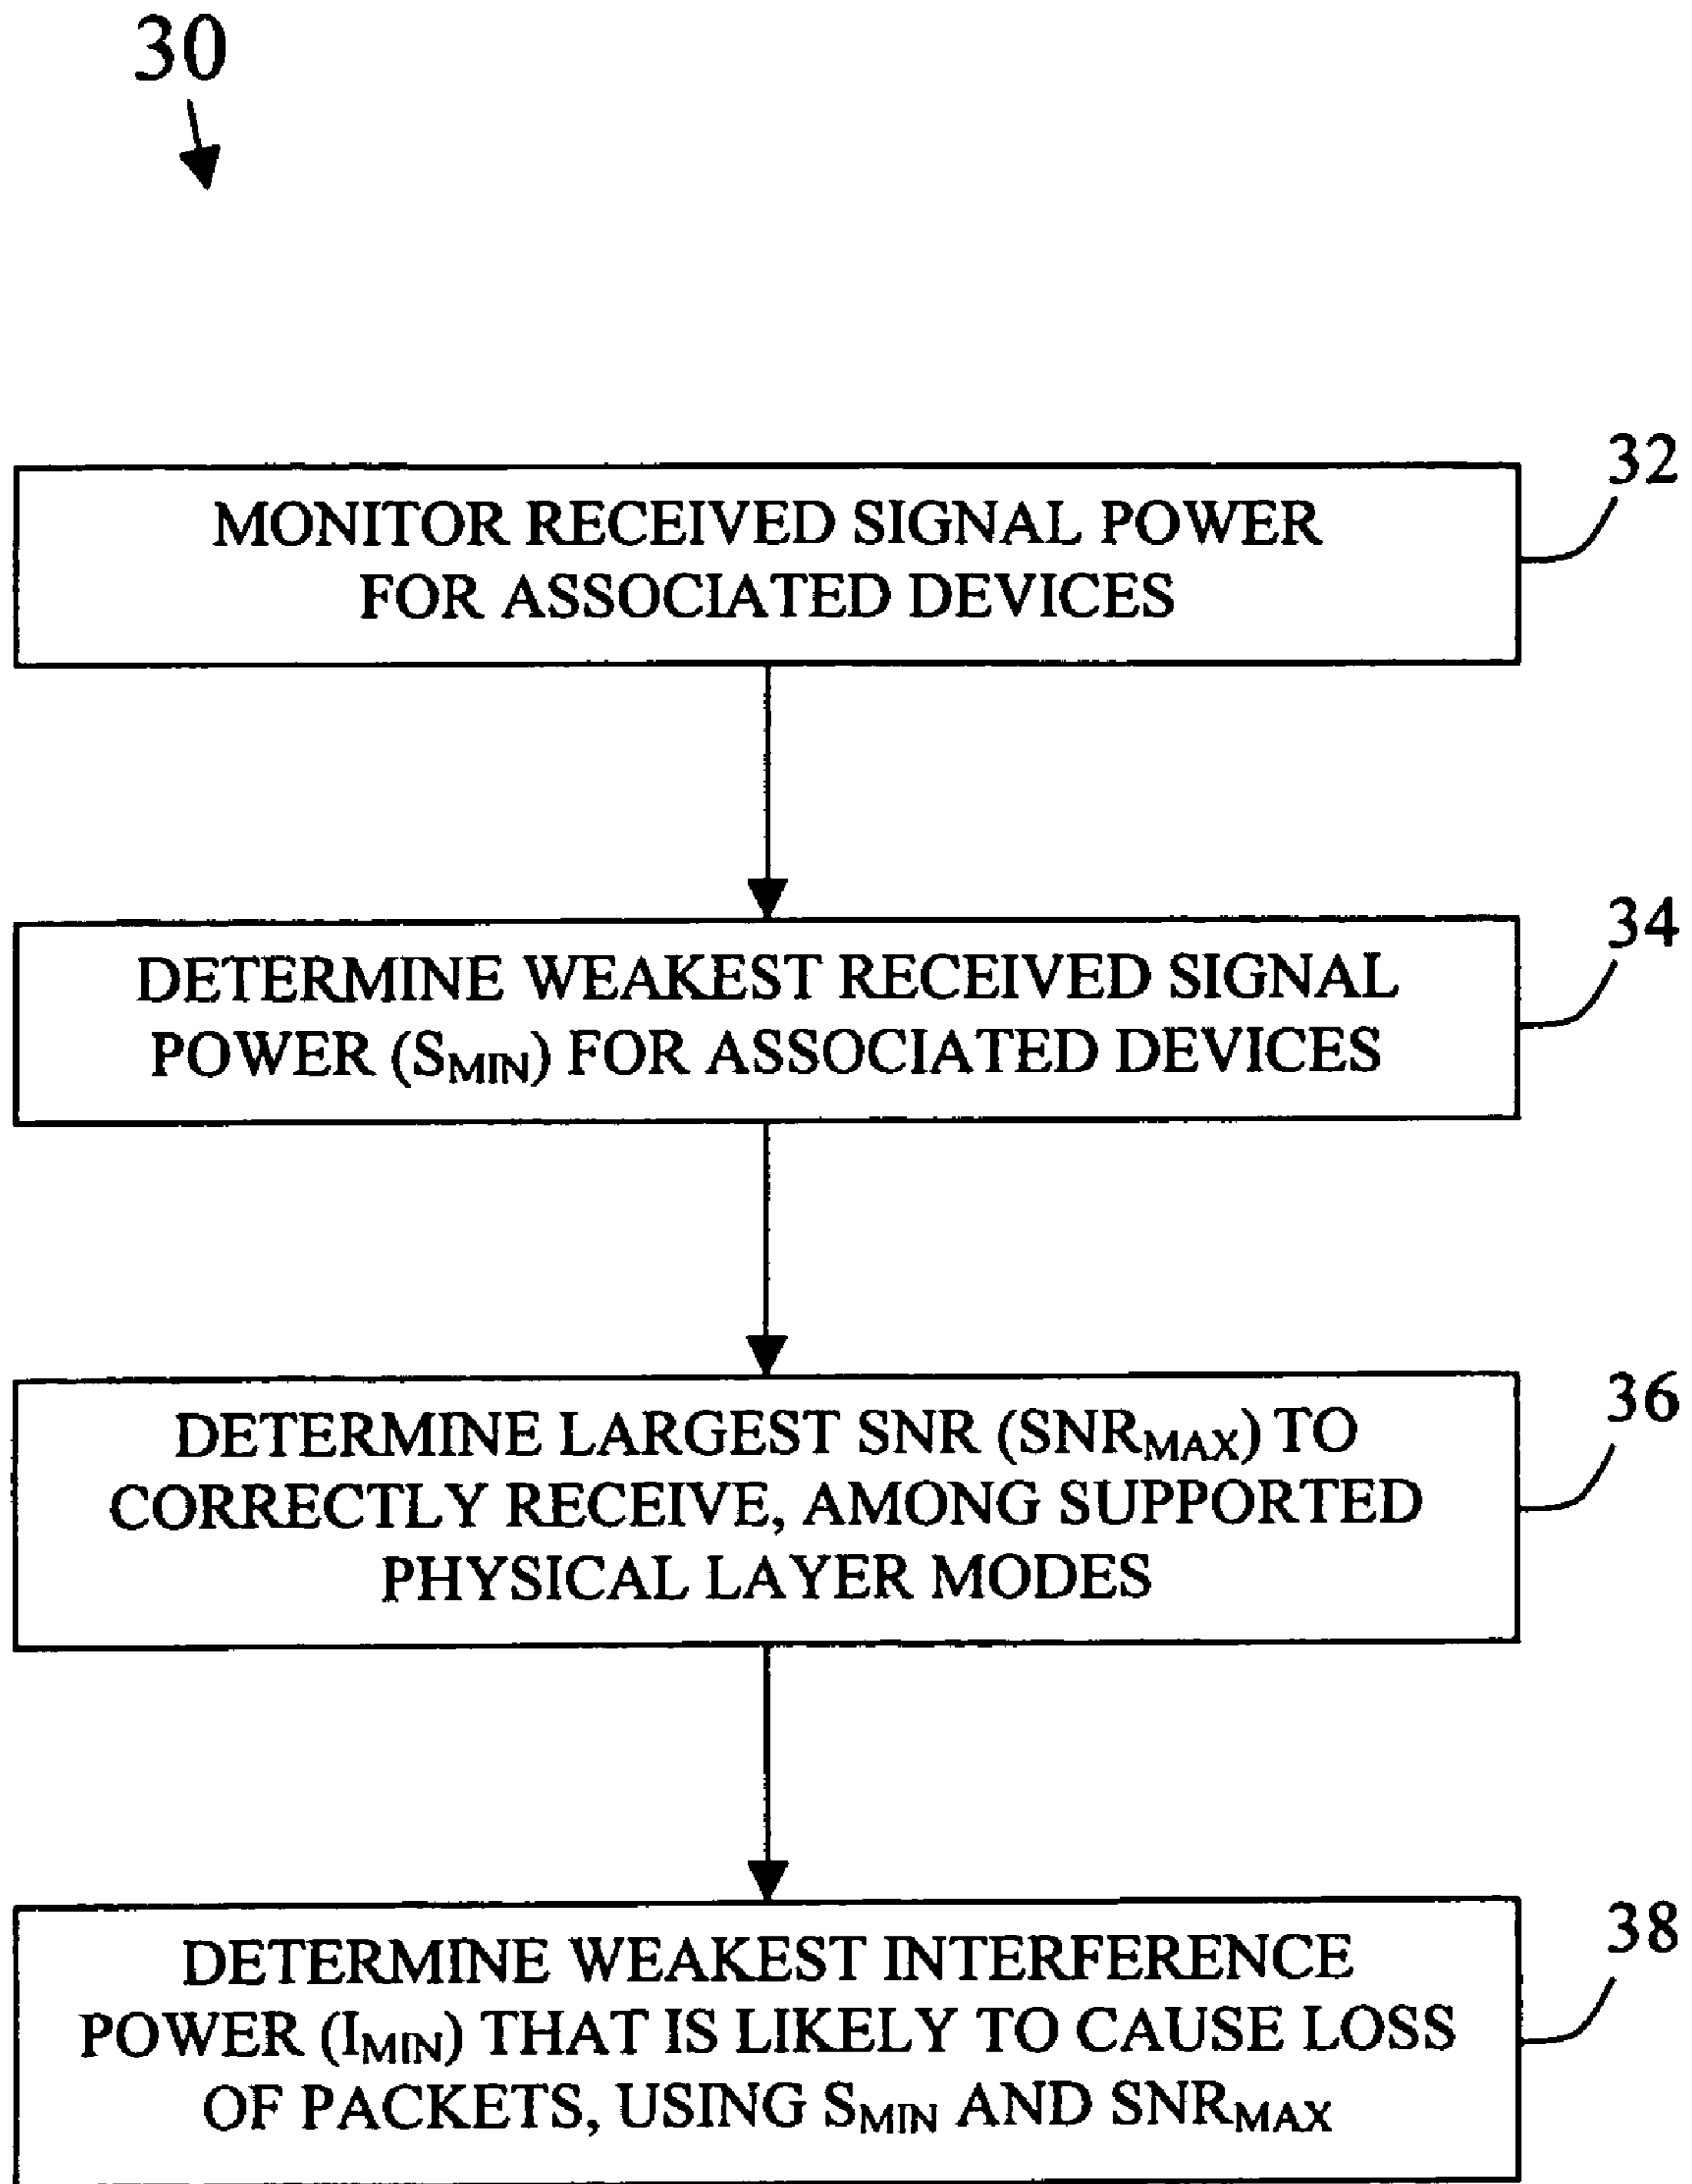 30
32
MONITOR RECEIVED SIGNAL POWER
FOR ASSOCIATED DEVICES
34
DETERMINE WEAKEST RECEIVED SIGNAL
POWER (SMIN) FOR ASSOCIATED DEVICES
36
DETERMINE LARGEST SNR (SNRMAX) TO
CORRECTLY RECEIVE, AMONG SUPPORTED
PHYSICAL LAYER MODES
38
DETERMINE WEAKEST INTERFERENCE
POWER (IMIN) THAT IS LIKELY TO CAUSE LOSS
OF PACKETS, USING SMIN AND SNRMAX